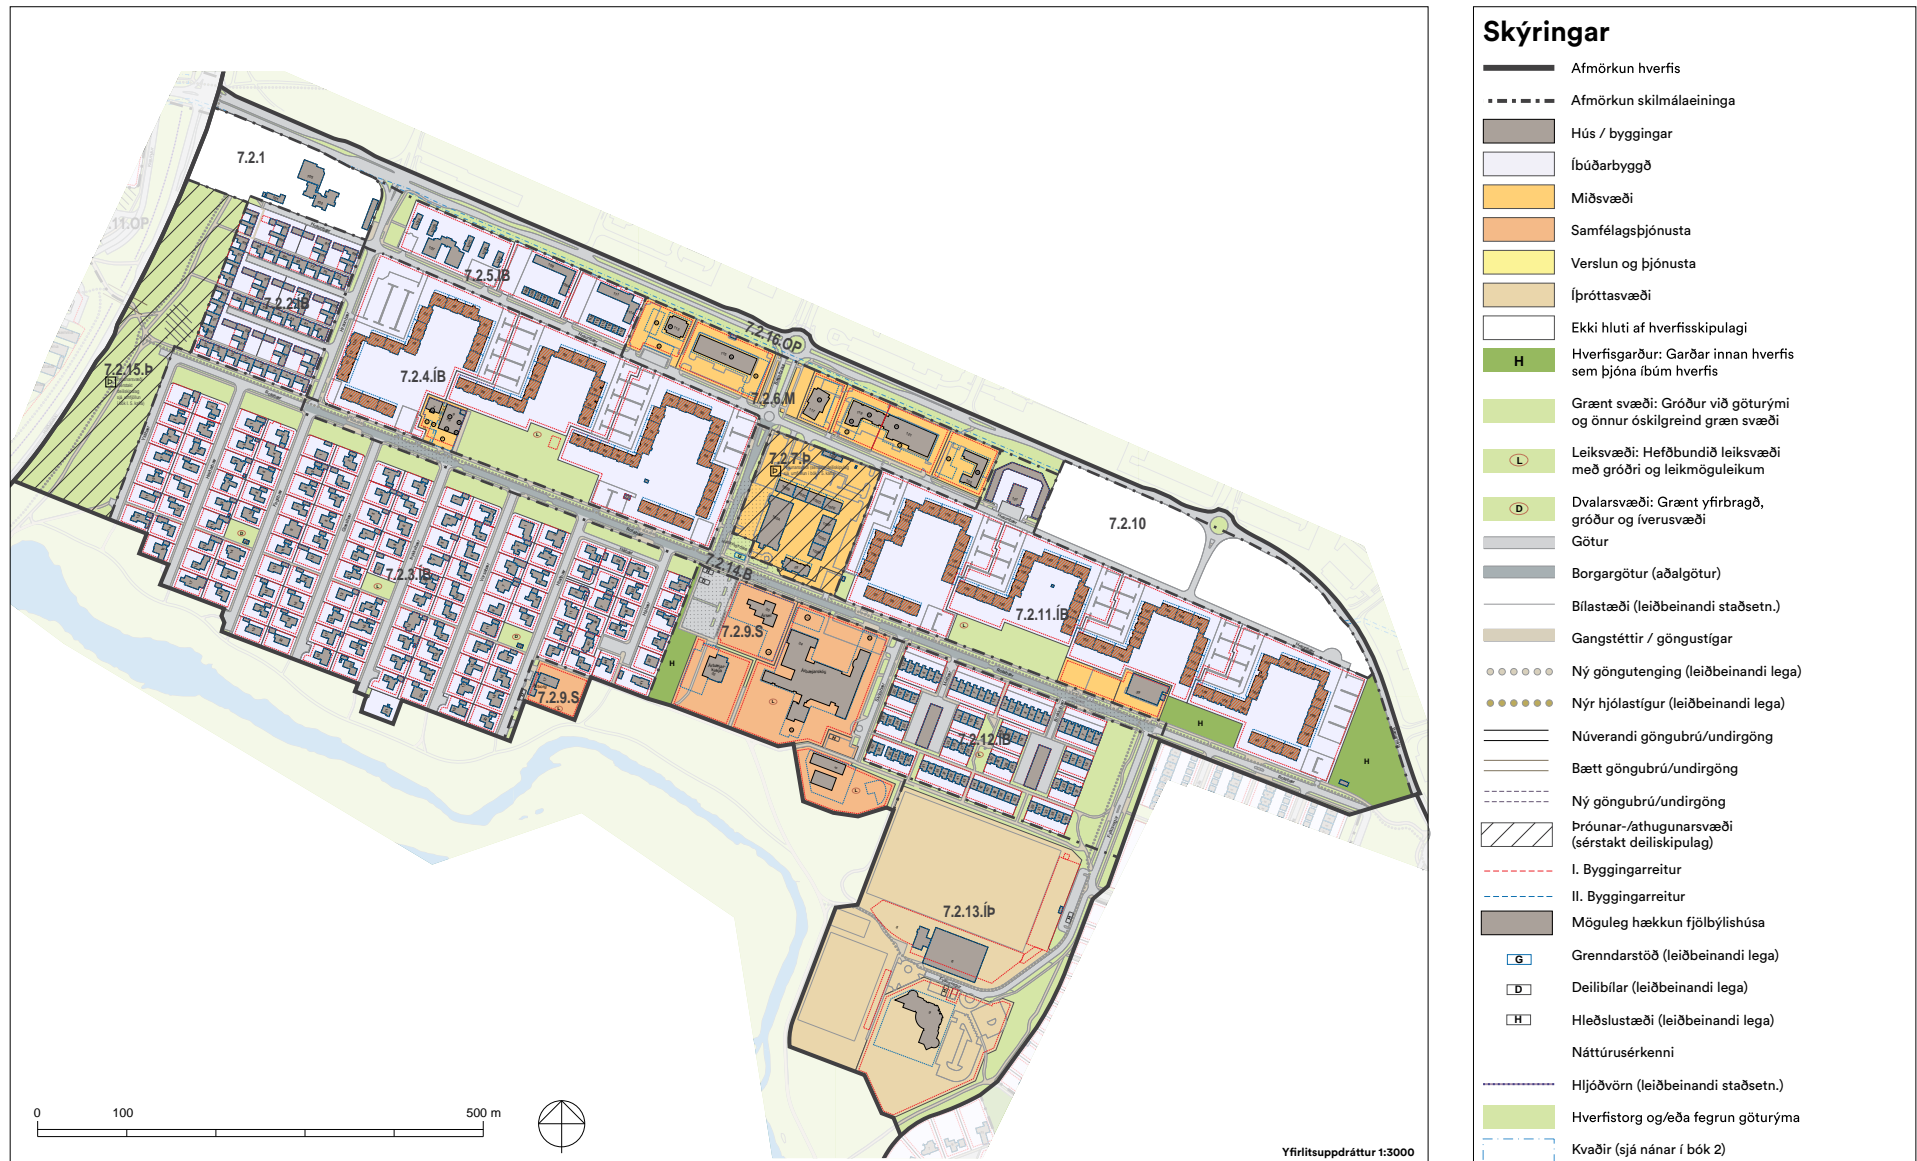 7.2.1
.11.OP
7.2.5.ÍB
7.2.2.ÍB
7.2.16.OP
7.2.15.Þ
7.2.4.ÍB
7.2.6.M
7.2.7.Þ
7.2.10
7.2.14.B
7.2.3.ÍB
7.2.11.ÍB
7.2.9.S
7.2.9.S
7.2.12.ÍB
7.2.13.ÍÞ
H
H
H
0 100 500 m
Yfirlitsuppdráttur 1:3000
Skýringar
Afmörkun hverfis
Afmörkun skilmálaeininga
Hús / byggingar
Íbúðarbyggð
Miðsvæði
Samfélagsþjónusta
Verslun og þjónusta
Íþróttasvæði
Ekki hluti af hverfisskipulagi
H Hverfisgarður: Garðar innan hverfis
sem þjóna íbúm hverfis
Grænt svæði: Gróður við göturými
og önnur óskilgreind græn svæði
L Leiksvæði: Hefðbundið leiksvæði
með gróðri og leikmöguleikum
D Dvalarsvæði: Grænt yfirbragð,
gróður og íverusvæði
Götur
Borgargötur (aðalgötur)
Bílastæði (leiðbeinandi staðsetn.)
Gangstéttir / göngustígar
Ný göngutenging (leiðbeinandi lega)
Nýr hjólastígur (leiðbeinandi lega)
Núverandi göngubrú/undirgöng
Bætt göngubrú/undirgöng
Ný göngubrú/undirgöng
Þróunar-/athugunarsvæði
(sérstakt deiliskipulag)
I. Byggingarreitur
II. Byggingarreitur
Möguleg hækkun fjölbýlishúsa
G Grenndarstöð (leiðbeinandi lega)
D Deilibílar (leiðbeinandi lega)
H Hleðslustæði (leiðbeinandi lega)
Náttúrusérkenni
Hljóðvörn (leiðbeinandi staðsetn.)
Hverfistorg og/eða fegrun göturýma
Kvaðir (sjá nánar í bók 2)